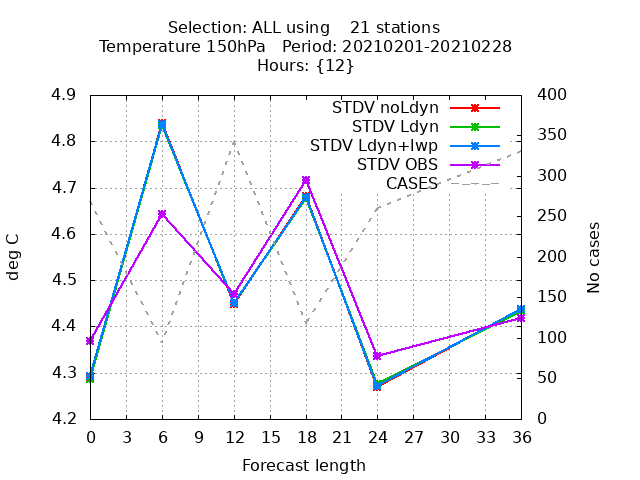 Selection: ALL using    21 stations
Temperature 150hPa   Period: 20210201-20210228
Hours: {12}
STDV noLdyn
STDV Ldyn
STDV Ldyn+lwp
STDV OBS
CASES
4.9
4.8
4.7
4.6
4.5
4.4
4.3
4.2
deg C
400
350
300
250
200
150
100
50
0
No cases
0 3 6 9 12 15 18 21 24 27 30 33 36
Forecast length